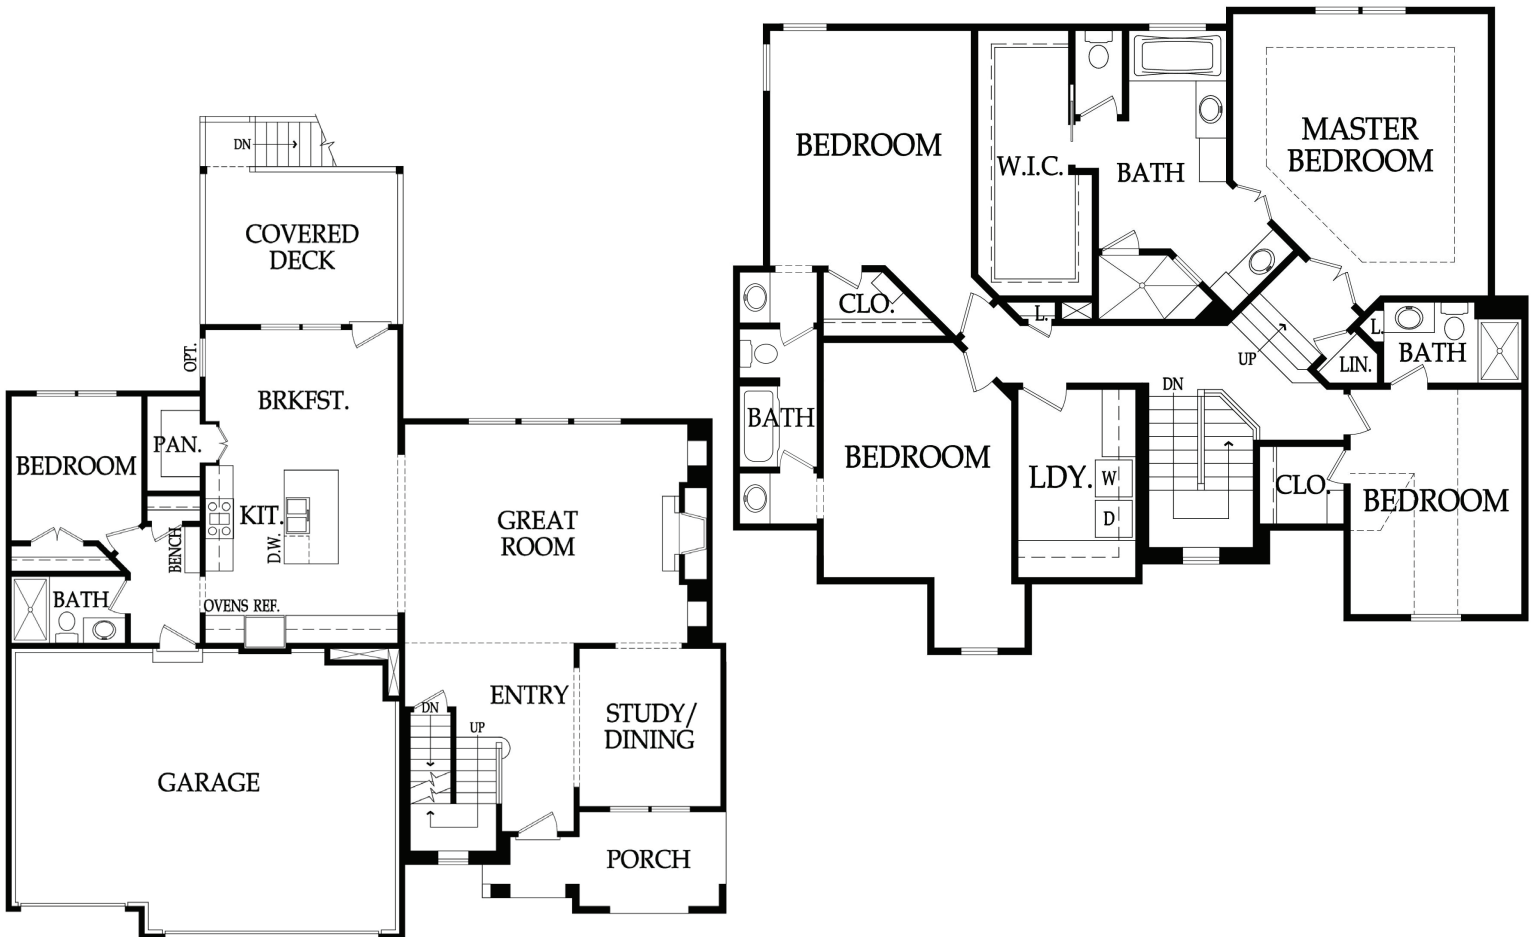 DN
COVERED
DECK
OPT.
BRKFST.
PAN.
BEDROOM
KIT.
D.W.
BENCH
GREAT
ROOM
BATH
OVENS REF.
ENTRY
DN
UP
STUDY/
DINING
GARAGE
PORCH
BEDROOM
W.I.C.
BATH
MASTER
BEDROOM
CLO.
L.
L.
UP
LIN.
BATH
DN
BATH
BEDROOM
LDY.
W
D
CLO.
BEDROOM